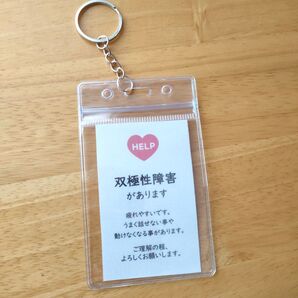 HELP
双極性障害
があります
疲れやすいです。
うまく話せない事や
動けなくなる事があります。
ご理解の程、
よろしくお願いします。